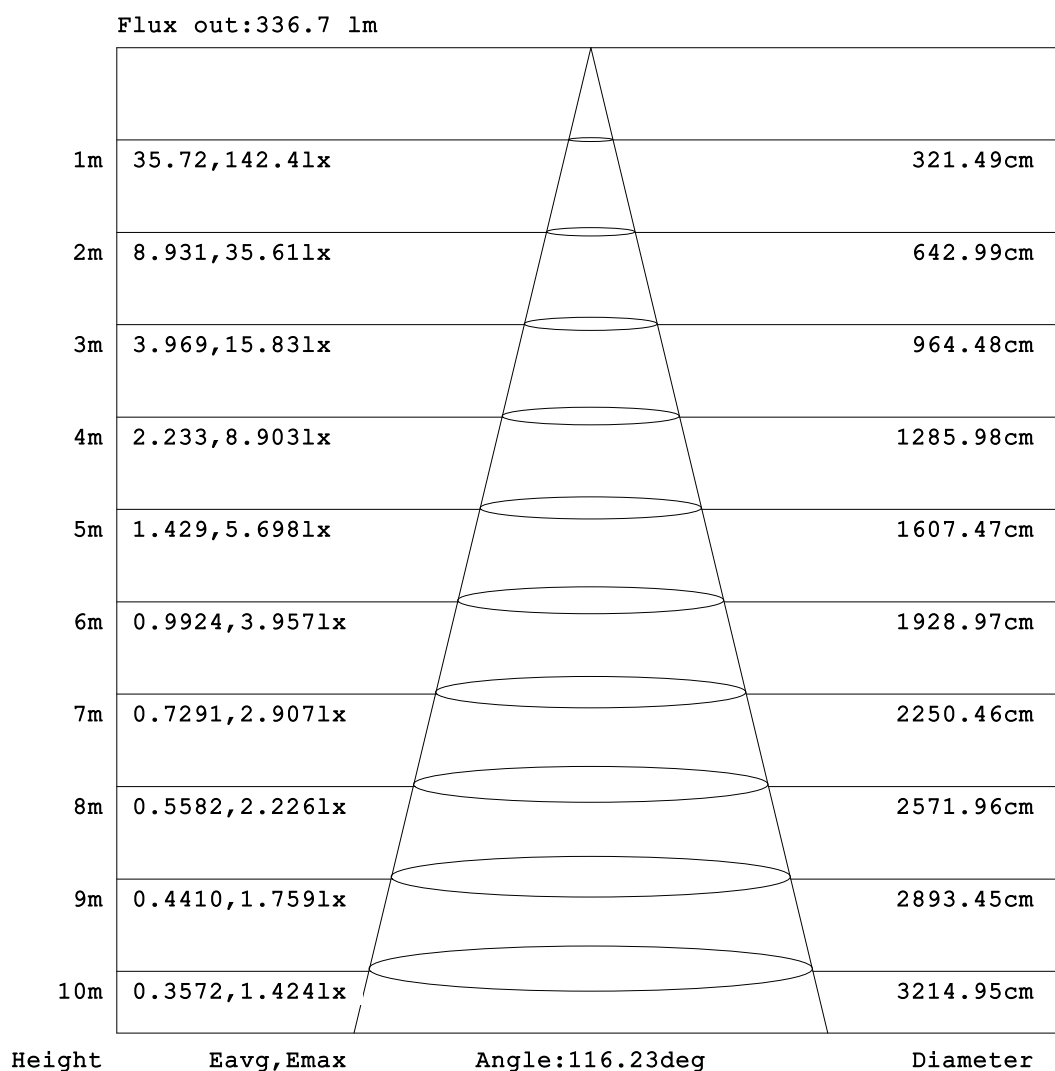 Flux out:336.7 lm
1m 35.72,142.4lx 321.49cm
2m 8.931,35.61lx 642.99cm
3m 3.969,15.83lx 964.48cm
4m 2.233,8.903lx 1285.98cm
5m 1.429,5.698lx 1607.47cm
6m 0.9924,3.957lx 1928.97cm
7m 0.7291,2.907lx 2250.46cm
8m 0.5582,2.226lx 2571.96cm
9m 0.4410,1.759lx 2893.45cm
10m 0.3572,1.424lx 3214.95cm
Height Eavg,Emax Angle:116.23deg Diameter